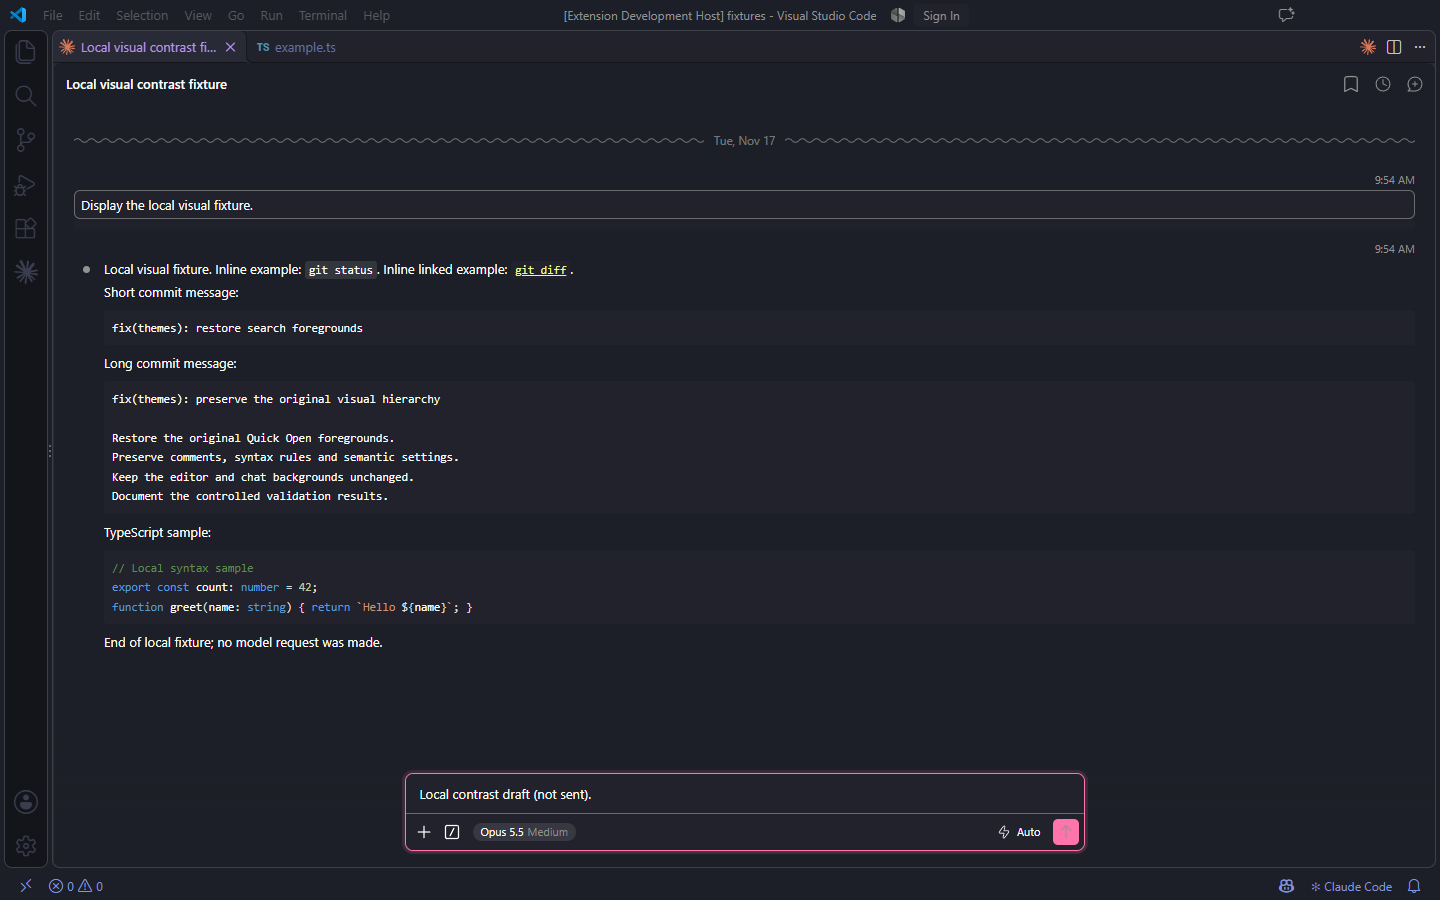 File Edit Selection View Go Run Terminal Help
[Extension Development Host] fixtures - Visual Studio Code
Sign In
Local visual contrast fi...
TS example.ts
Local visual contrast fixture
Tue, Nov 17
9:54 AM
Display the local visual fixture.
9:54 AM
Local visual fixture. Inline example: git status. Inline linked example: git diff.
Short commit message:
fix(themes): restore search foregrounds
Long commit message:
fix(themes): preserve the original visual hierarchy
Restore the original Quick Open foregrounds.
Preserve comments, syntax rules and semantic settings.
Keep the editor and chat backgrounds unchanged.
Document the controlled validation results.
TypeScript sample:
// Local syntax sample
export const count: number = 42;
function greet(name: string) { return `Hello ${name}`; }
End of local fixture; no model request was made.
Local contrast draft (not sent).
Opus 5.5 Medium
Auto
0 0
Claude Code